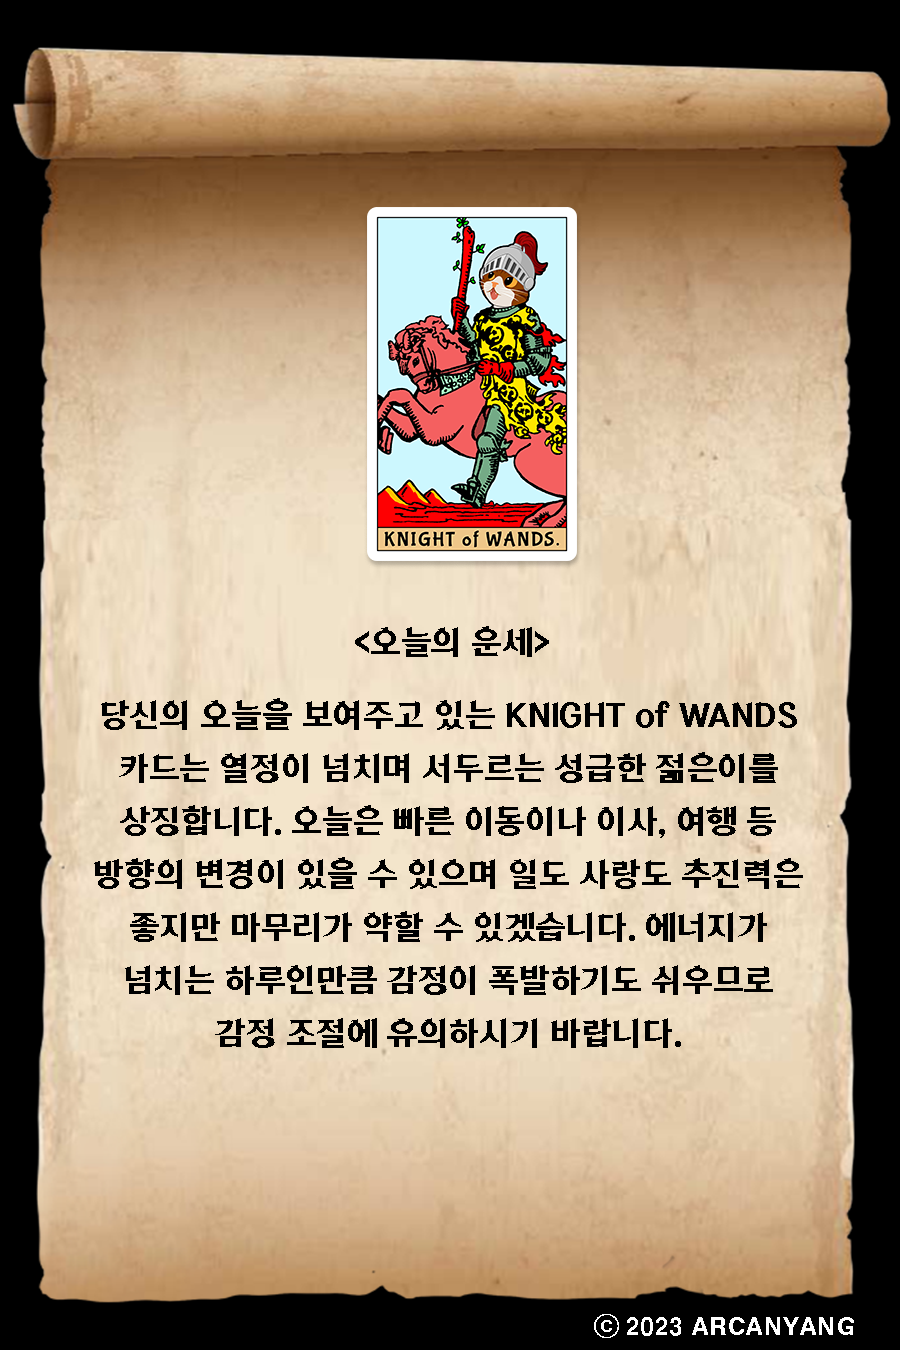 KNIGHT of WANDS.
<오늘의 운세>
당신의 오늘을 보여주고 있는 KNIGHT of WANDS
카드는 열정이 넘치며 서두르는 성급한 젊은이를
상징합니다. 오늘은 빠른 이동이나 이사, 여행 등
방향의 변경이 있을 수 있으며 일도 사랑도 추진력은
좋지만 마무리가 약할 수 있겠습니다. 에너지가
넘치는 하루인만큼 감정이 폭발하기도 쉬우므로
감정 조절에 유의하시기 바랍니다.
ⓒ 2023 ARCANYANG